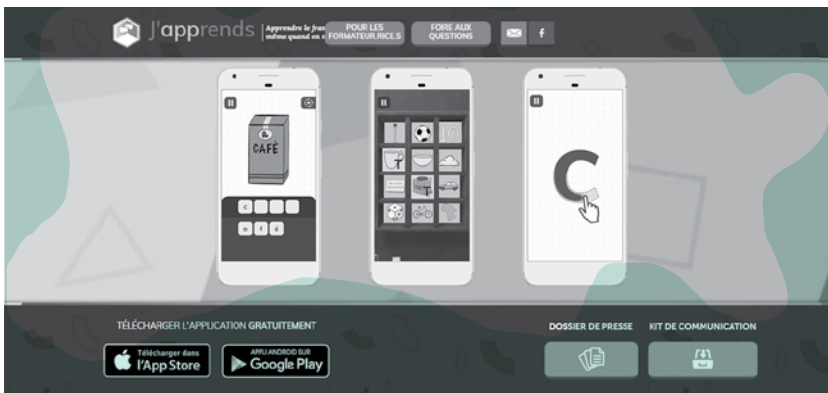 J'apprends
Apprendre le
même quand on
POUR LES
FORMATEUR.RICE.S
FOIRE AUX
QUESTIONS
f
CAFÉ
c
a f é
10
T
T
C
TÉLÉCHARGER L'APPLICATION GRATUITEMENT
Télécharger dans
l'App Store
APPLI ANDROID SUR
Google Play
DOSSIER DE PRESSE
KIT DE COMMUNICATION